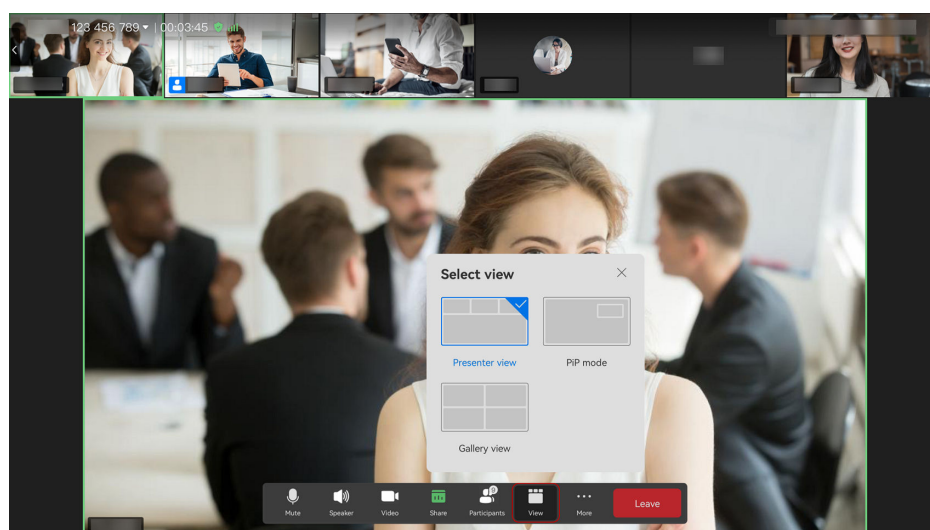 123 456 789 ▾ | 00:03:45
Select view
Presenter view
PiP mode
Gallery view
Mute
Speaker
Video
Share
Participants
View
More
Leave